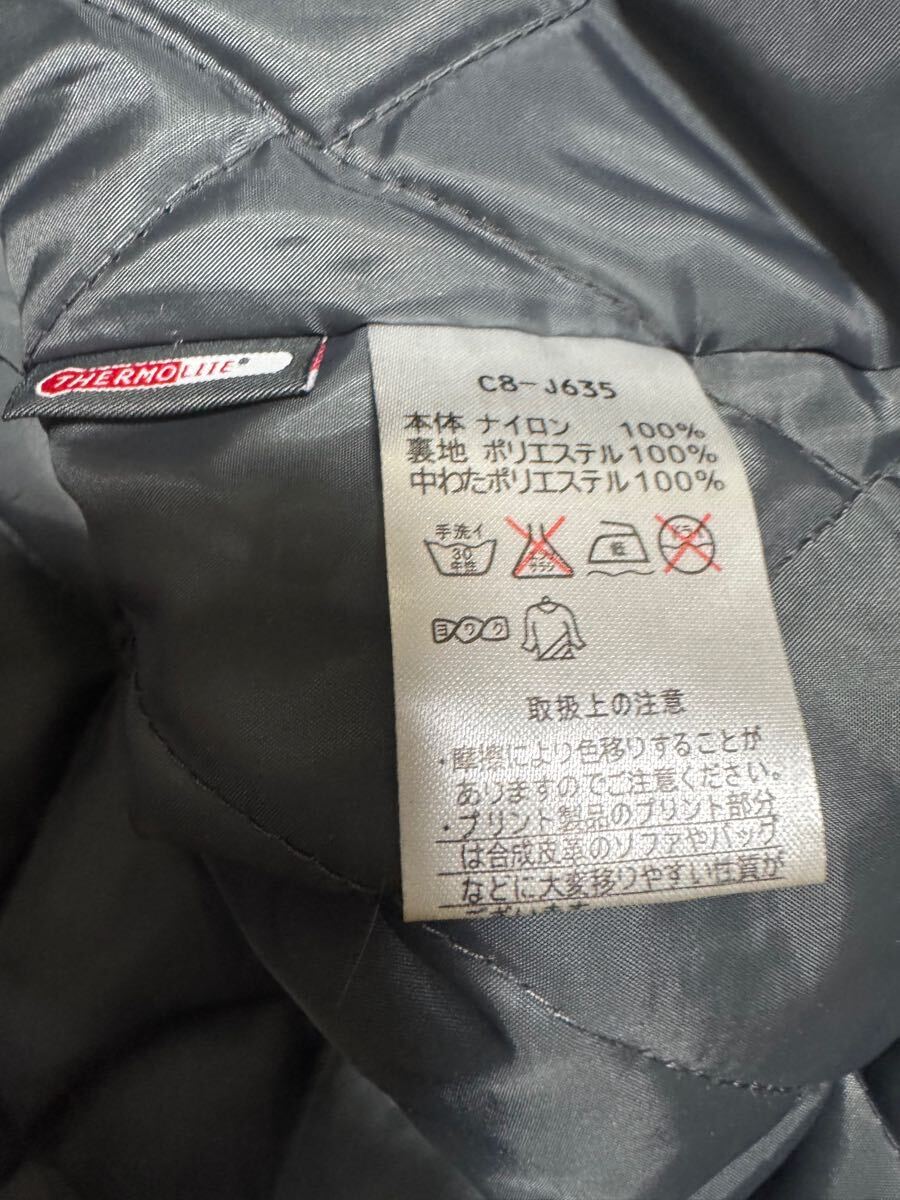 THERMOLITE®
C8-J635
本体 ナイロン 100%
裏地 ポリエステル100%
中わたポリエステル100%
手洗イ
30
中性
エンソ
サラシ
低
ドライ
ヨワク
取扱上の注意
・摩擦により色移りすることが
ありますのでご注意ください。
・プリント製品のプリント部分
は合成皮革のソファやバッグ
などに大変移りやすい性質が